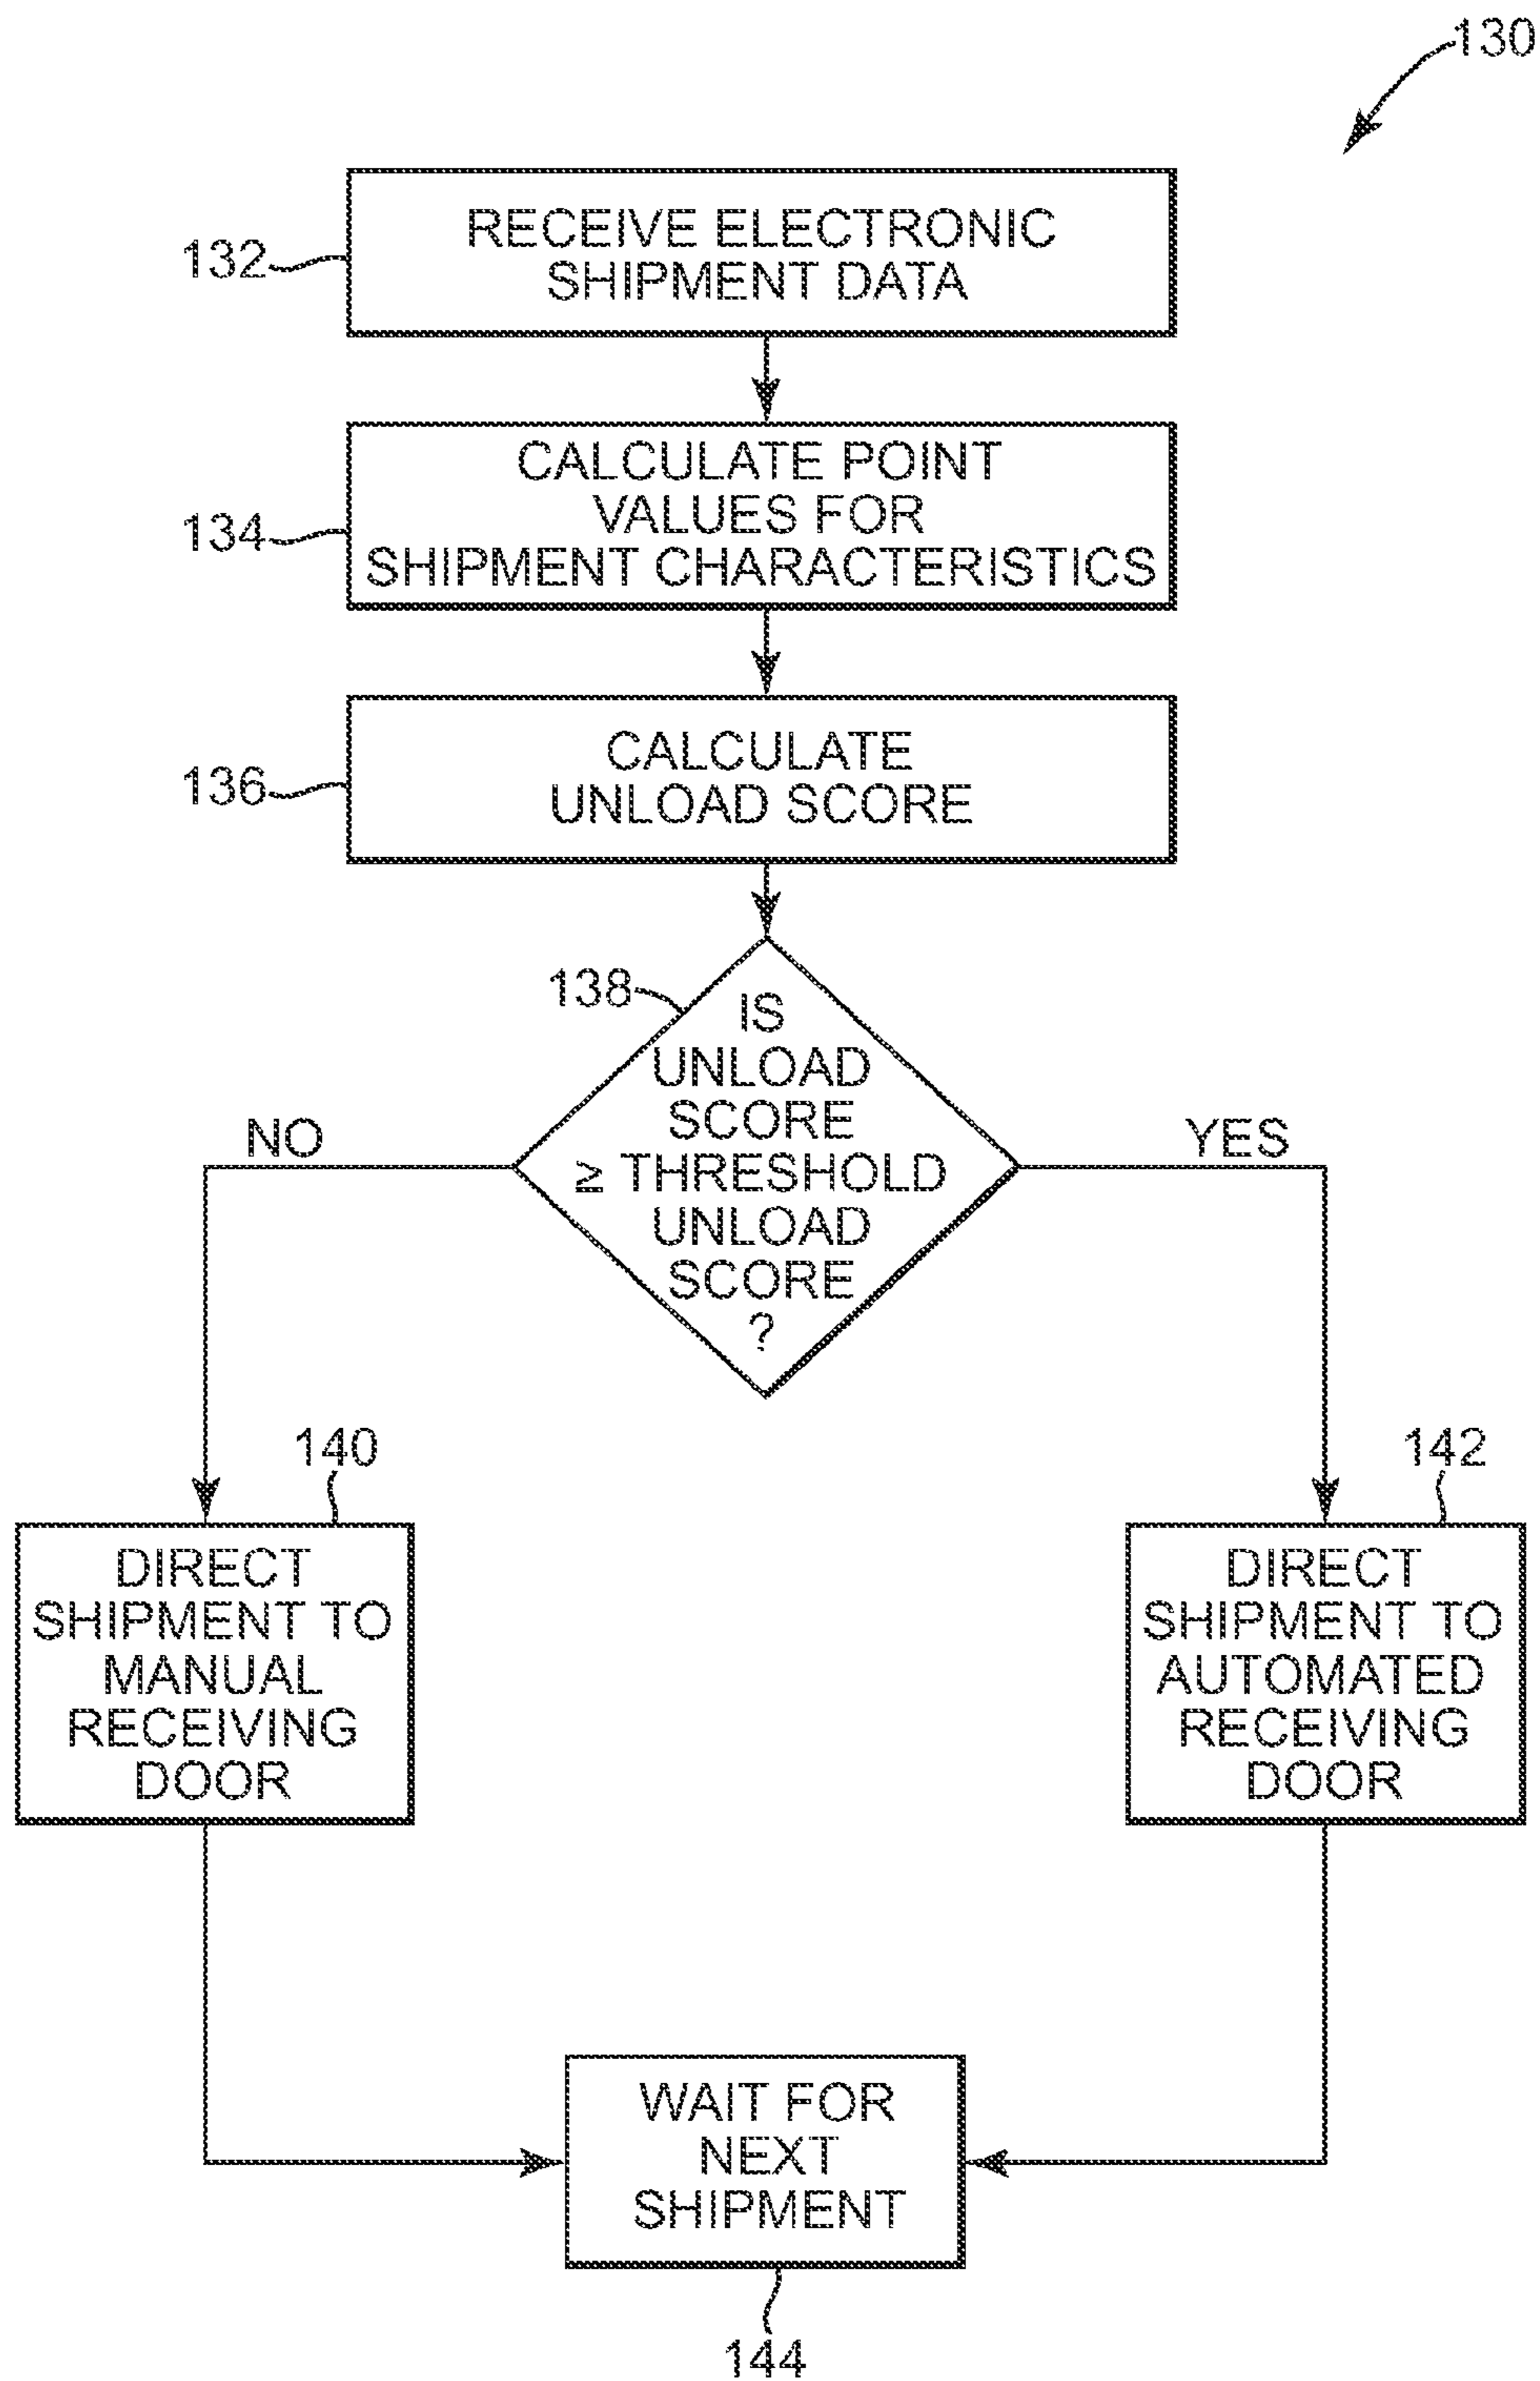 130
132
RECEIVE ELECTRONIC
SHIPMENT DATA
134
CALCULATE POINT
VALUES FOR
SHIPMENT CHARACTERISTICS
136
CALCULATE
UNLOAD SCORE
138
IS
UNLOAD
SCORE
≥ THRESHOLD
UNLOAD
SCORE
?
NO
YES
140
DIRECT
SHIPMENT TO
MANUAL
RECEIVING
DOOR
142
DIRECT
SHIPMENT TO
AUTOMATED
RECEIVING
DOOR
WAIT FOR
NEXT
SHIPMENT
144